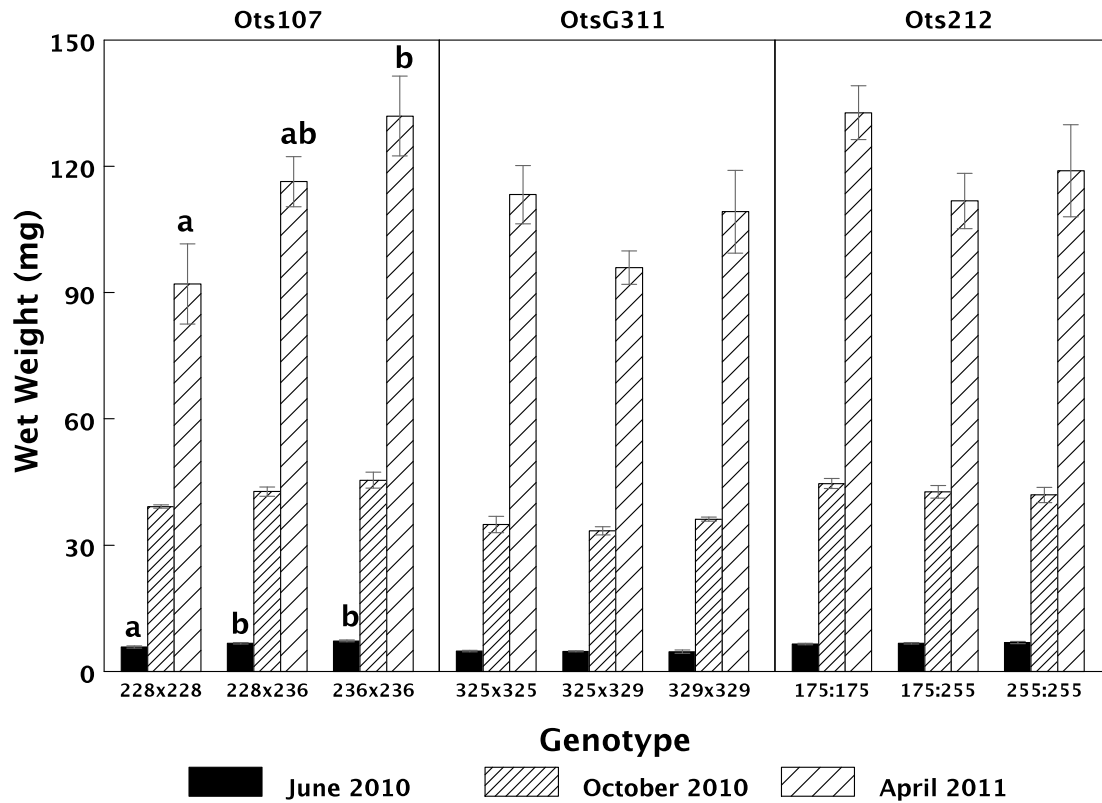 Ots107 OtsG311 Ots212
150
120
90
60
30
0
Wet Weight (mg)
a
ab
b
a
b
b
228x228 228x236 236x236 325x325 325x329 329x329 175:175 175:255 255:255
Genotype
June 2010 October 2010 April 2011